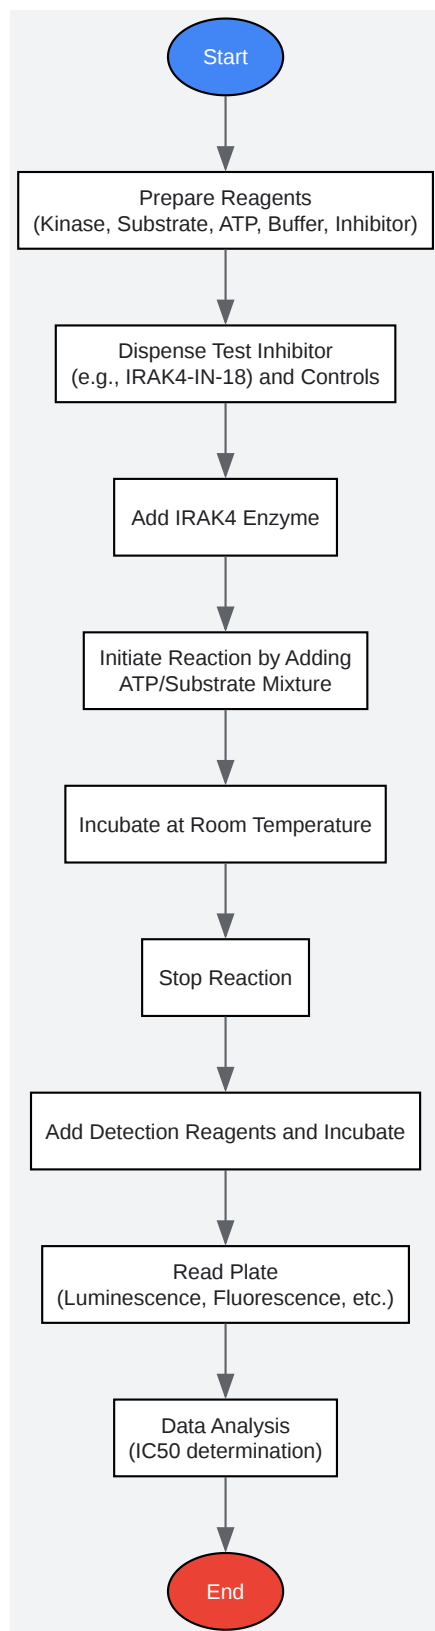 Start
Prepare Reagents
(Kinase, Substrate, ATP, Buffer, Inhibitor)
Dispense Test Inhibitor
(e.g., IRAK4-IN-18) and Controls
Add IRAK4 Enzyme
Initiate Reaction by Adding
ATP/Substrate Mixture
Incubate at Room Temperature
Stop Reaction
Add Detection Reagents and Incubate
Read Plate
(Luminescence, Fluorescence, etc.)
Data Analysis
(IC50 determination)
End